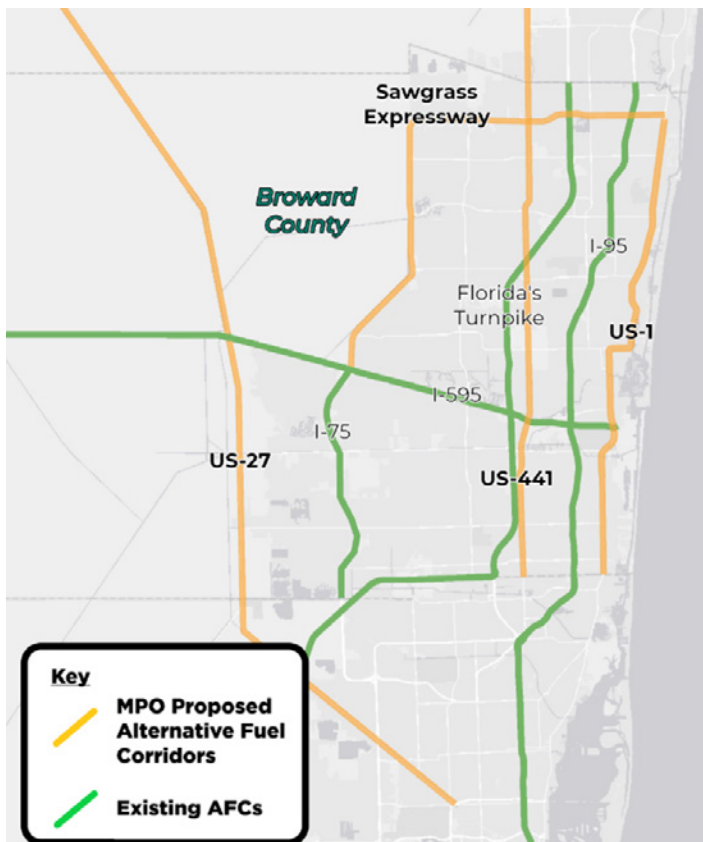 Sawgrass
Expressway
Broward
County
I-95
Florida's
Turnpike
US-1
I-595
I-75
US-27
US-441
Key
MPO Proposed
Alternative Fuel
Corridors
Existing AFCs